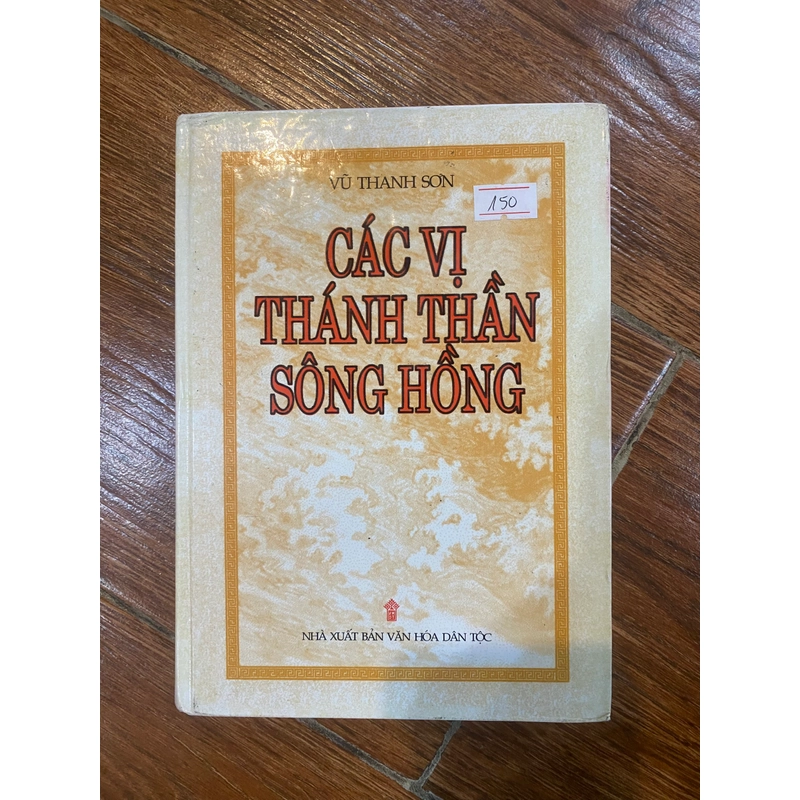 VŨ THANH SƠN
150
CÁC VỊ
THÁNH THẦN
SÔNG HỒNG
NHÀ XUẤT BẢN VĂN HÓA DÂN TỘC